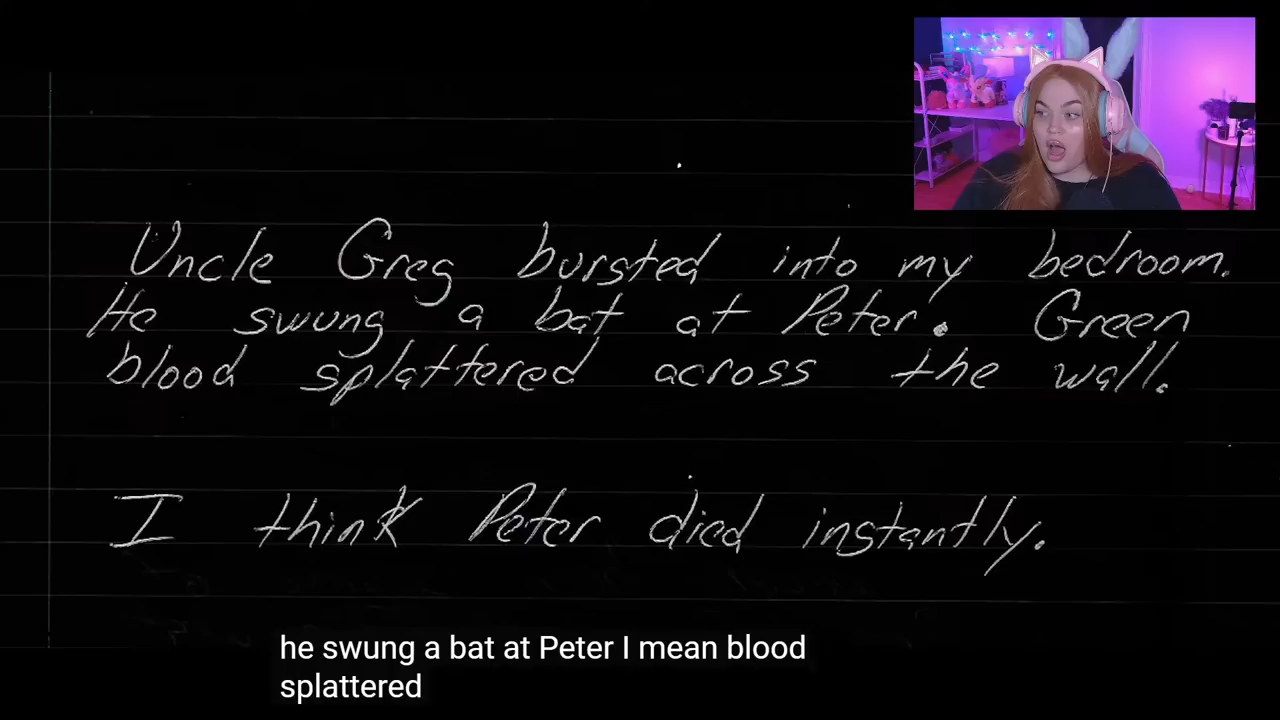 Uncle Greg bursted into my bedroom.
He swung a bat at Peter. Green
blood splattered across the wall.
I think Peter died instantly.
he swung a bat at Peter I mean blood
splattered